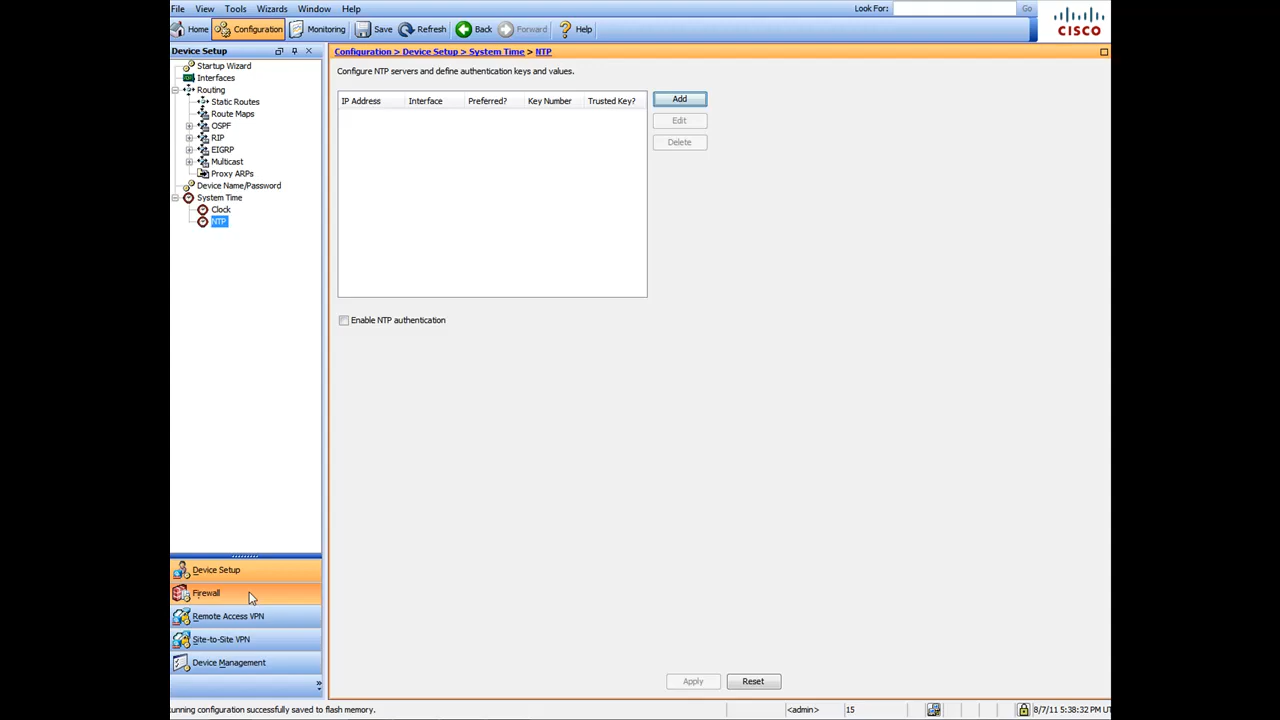 File View Tools Wizards Window Help Look For: Go
Home Configuration Monitoring Save Refresh Back Forward Help
CISCO
Device Setup
Configuration > Device Setup > System Time > NTP
Startup Wizard
Interfaces
Routing
Static Routes
Route Maps
OSPF
RIP
EIGRP
Multicast
Proxy ARPs
Device Name/Password
System Time
Clock
NTP
Configure NTP servers and define authentication keys and values.
IP Address Interface Preferred? Key Number Trusted Key?
Add
Edit
Delete
Enable NTP authentication
Device Setup
Firewall
Remote Access VPN
Site-to-Site VPN
Device Management
Apply Reset
unning configuration successfully saved to flash memory. <admin> 15 8/7/11 5:38:32 PM U